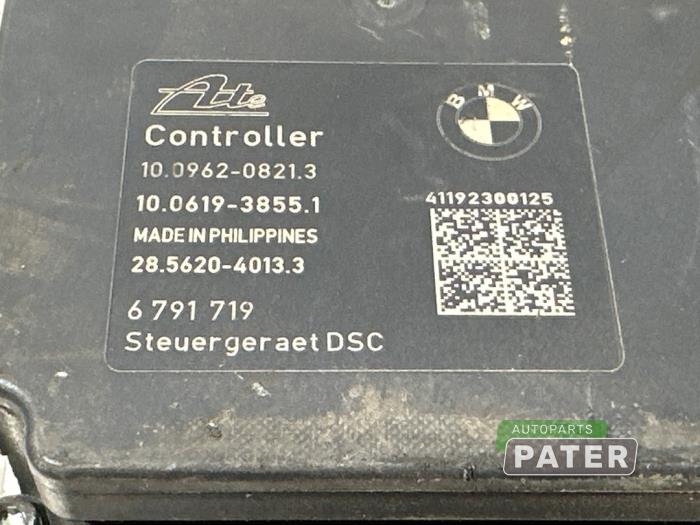 Ate
BMW
Controller
10.0962-0821.3
10.0619-3855.1
41192300125
MADE IN PHILIPPINES
28.5620-4013.3
6 791 719
Steuergeraet DSC
AUTOPARTS
PATER